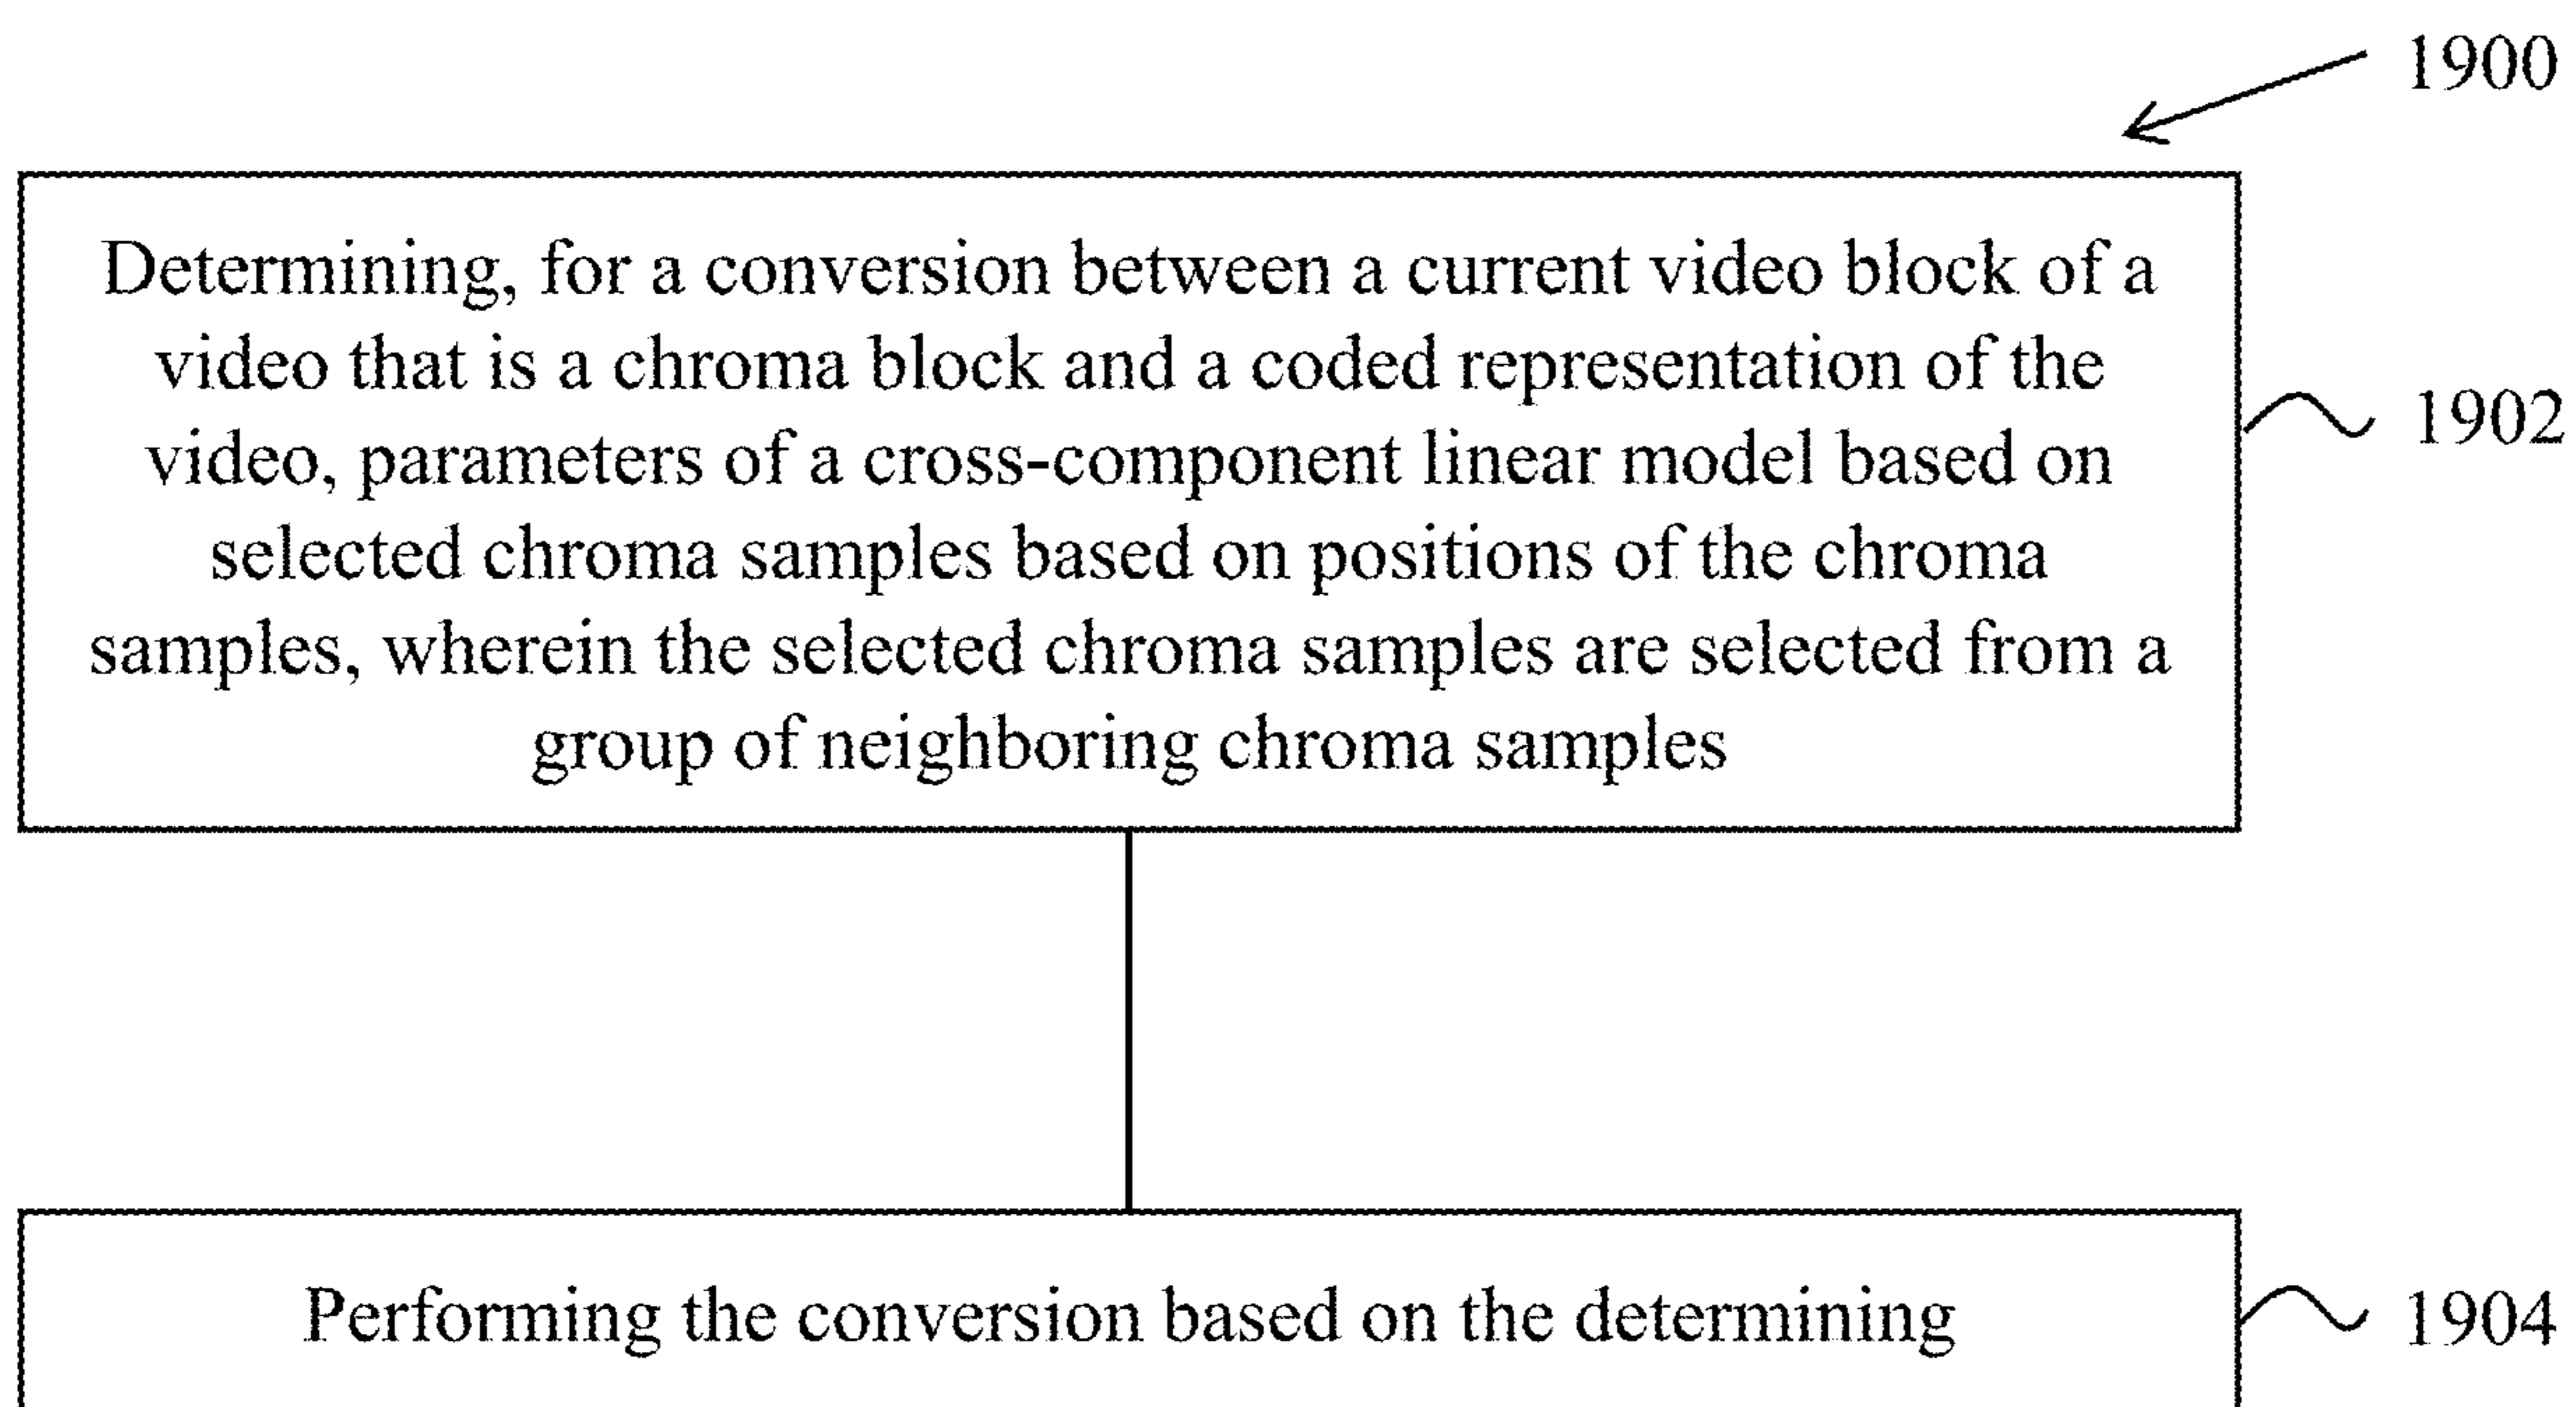 1900
Determining, for a conversion between a current video block of a
video that is a chroma block and a coded representation of the
video, parameters of a cross-component linear model based on
selected chroma samples based on positions of the chroma
samples, wherein the selected chroma samples are selected from a
group of neighboring chroma samples
1902
Performing the conversion based on the determining
1904